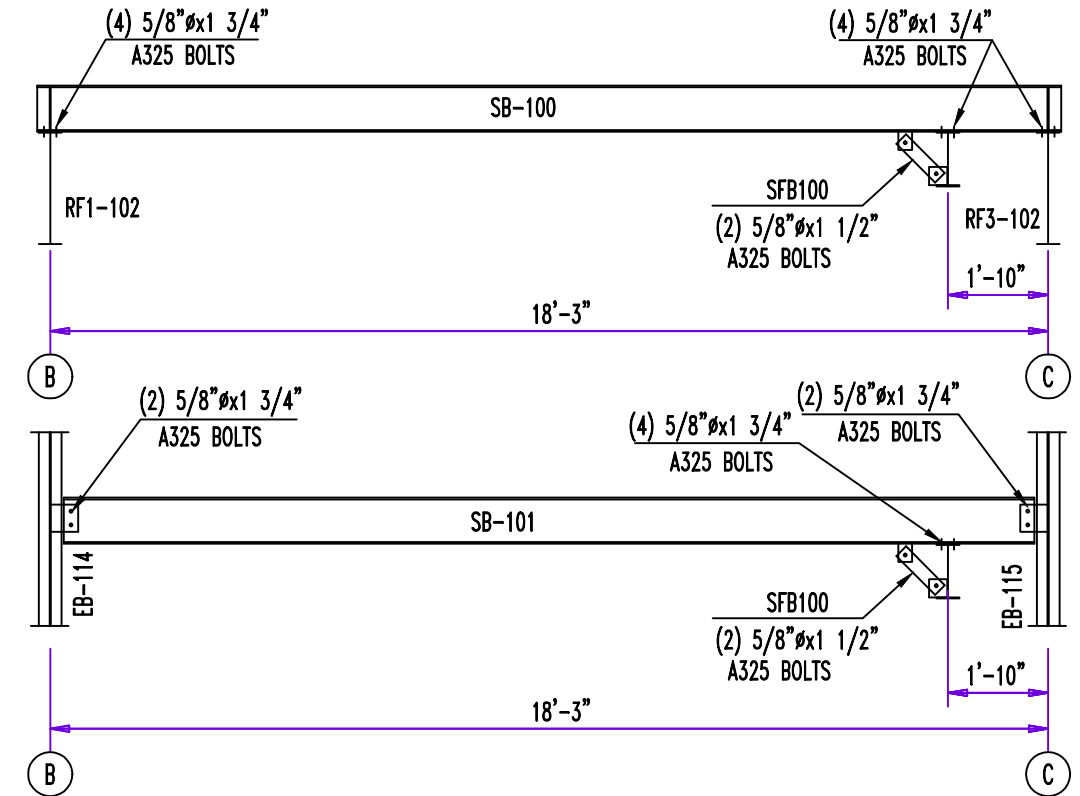 (4) 5/8"øx1 3/4"
A325 BOLTS
(4) 5/8"øx1 3/4"
A325 BOLTS
SB-100
SFB100
(2) 5/8"øx1 1/2"
A325 BOLTS
RF1-102
RF3-102
1'-10"
18'-3"
B
C
(2) 5/8"øx1 3/4"
A325 BOLTS
(4) 5/8"øx1 3/4"
A325 BOLTS
(2) 5/8"øx1 3/4"
A325 BOLTS
SB-101
EB-114
EB-115
SFB100
(2) 5/8"øx1 1/2"
A325 BOLTS
1'-10"
18'-3"
B
C